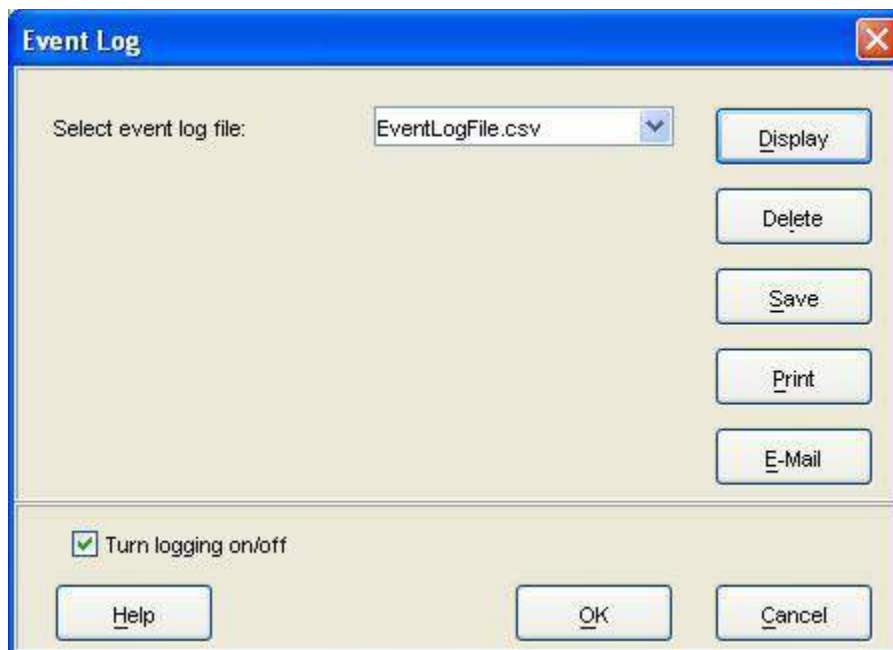 Event Log
Select event log file: EventLogFile.csv
Display
Delete
Save
Print
E-Mail
Turn logging on/off
Help OK Cancel